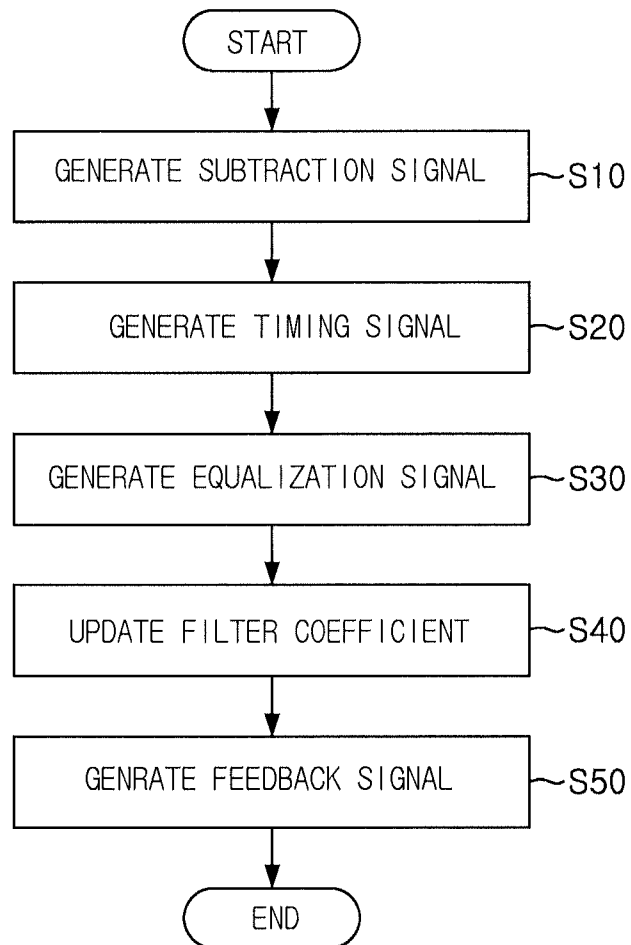 START
GENERATE SUBTRACTION SIGNAL
S10
GENERATE TIMING SIGNAL
S20
GENERATE EQUALIZATION SIGNAL
S30
UPDATE FILTER COEFFICIENT
S40
GENRATE FEEDBACK SIGNAL
S50
END